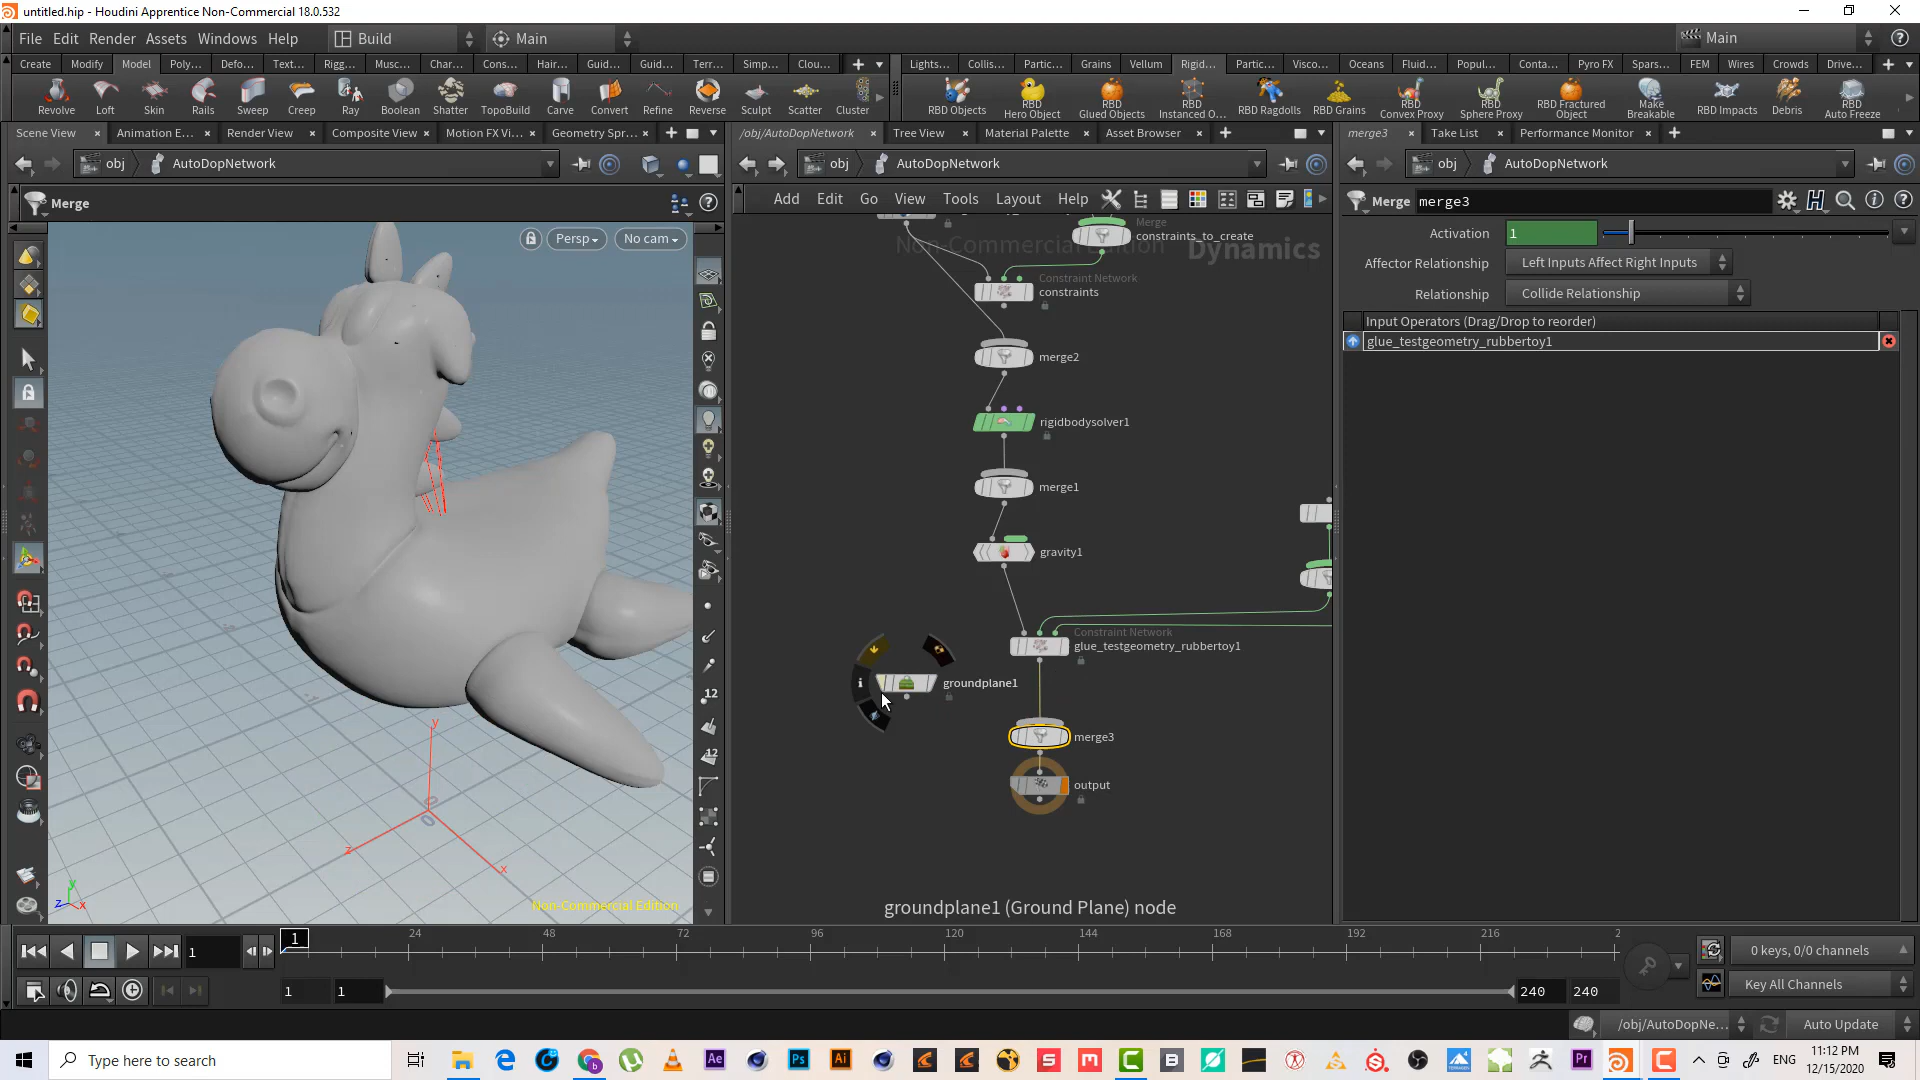 untitled.hip - Houdini Apprentice Non-Commercial 18.0.532
File Edit Render Assets Windows Help Build Main Main
Create Modify Model Poly... Defo... Text... Rigg... Musc... Char... Cons... Hair... Guid... Guid... Terr... Simp... Clou...
Lights... Collis... Partic... Grains Vellum Rigid... Partic... Visco... Oceans Fluid... Popul... Conta... Pyro FX Spars... FEM Wires Crowds Drive...
Revolve Loft Skin Rails Sweep Creep Ray Boolean Shatter TopoBuild Carve Convert Refine Reverse Sculpt Scatter Cluster
RBD Objects RBD Hero Object RBD Glued Objects RBD Instanced O... RBD Ragdolls RBD Grains RBD Convex Proxy RBD Sphere Proxy RBD Fractured Object Make Breakable RBD Impacts Debris RBD Auto Freeze
Scene View Animation E... Render View Composite View Motion FX Vi... Geometry Spr...
/obj/AutoDopNetwork Tree View Material Palette Asset Browser
merge3 Take List Performance Monitor
obj AutoDopNetwork
obj AutoDopNetwork
obj AutoDopNetwork
Merge
Add Edit Go View Tools Layout Help
Merge merge3
Activation 1
Affector Relationship Left Inputs Affect Right Inputs
Relationship Collide Relationship
Input Operators (Drag/Drop to reorder)
glue_testgeometry_rubbertoy1
Persp No cam
Non-Commercial Edition
Dynamics
Merge
constraints_to_create
Constraint Network
constraints
merge2
rigidbodysolver1
merge1
gravity1
Constraint Network
glue_testgeometry_rubbertoy1
groundplane1
merge3
output
groundplane1 (Ground Plane) node
y
z
x
0
0
y
z x
Non-Commercial Edition
12
12
1 1 24 48 72 96 120 144 168 192 216 2
0 keys, 0/0 channels
1 1 240 240
Key All Channels
/obj/AutoDopNe... Auto Update
Type here to search
ENG
11:12 PM
12/15/2020